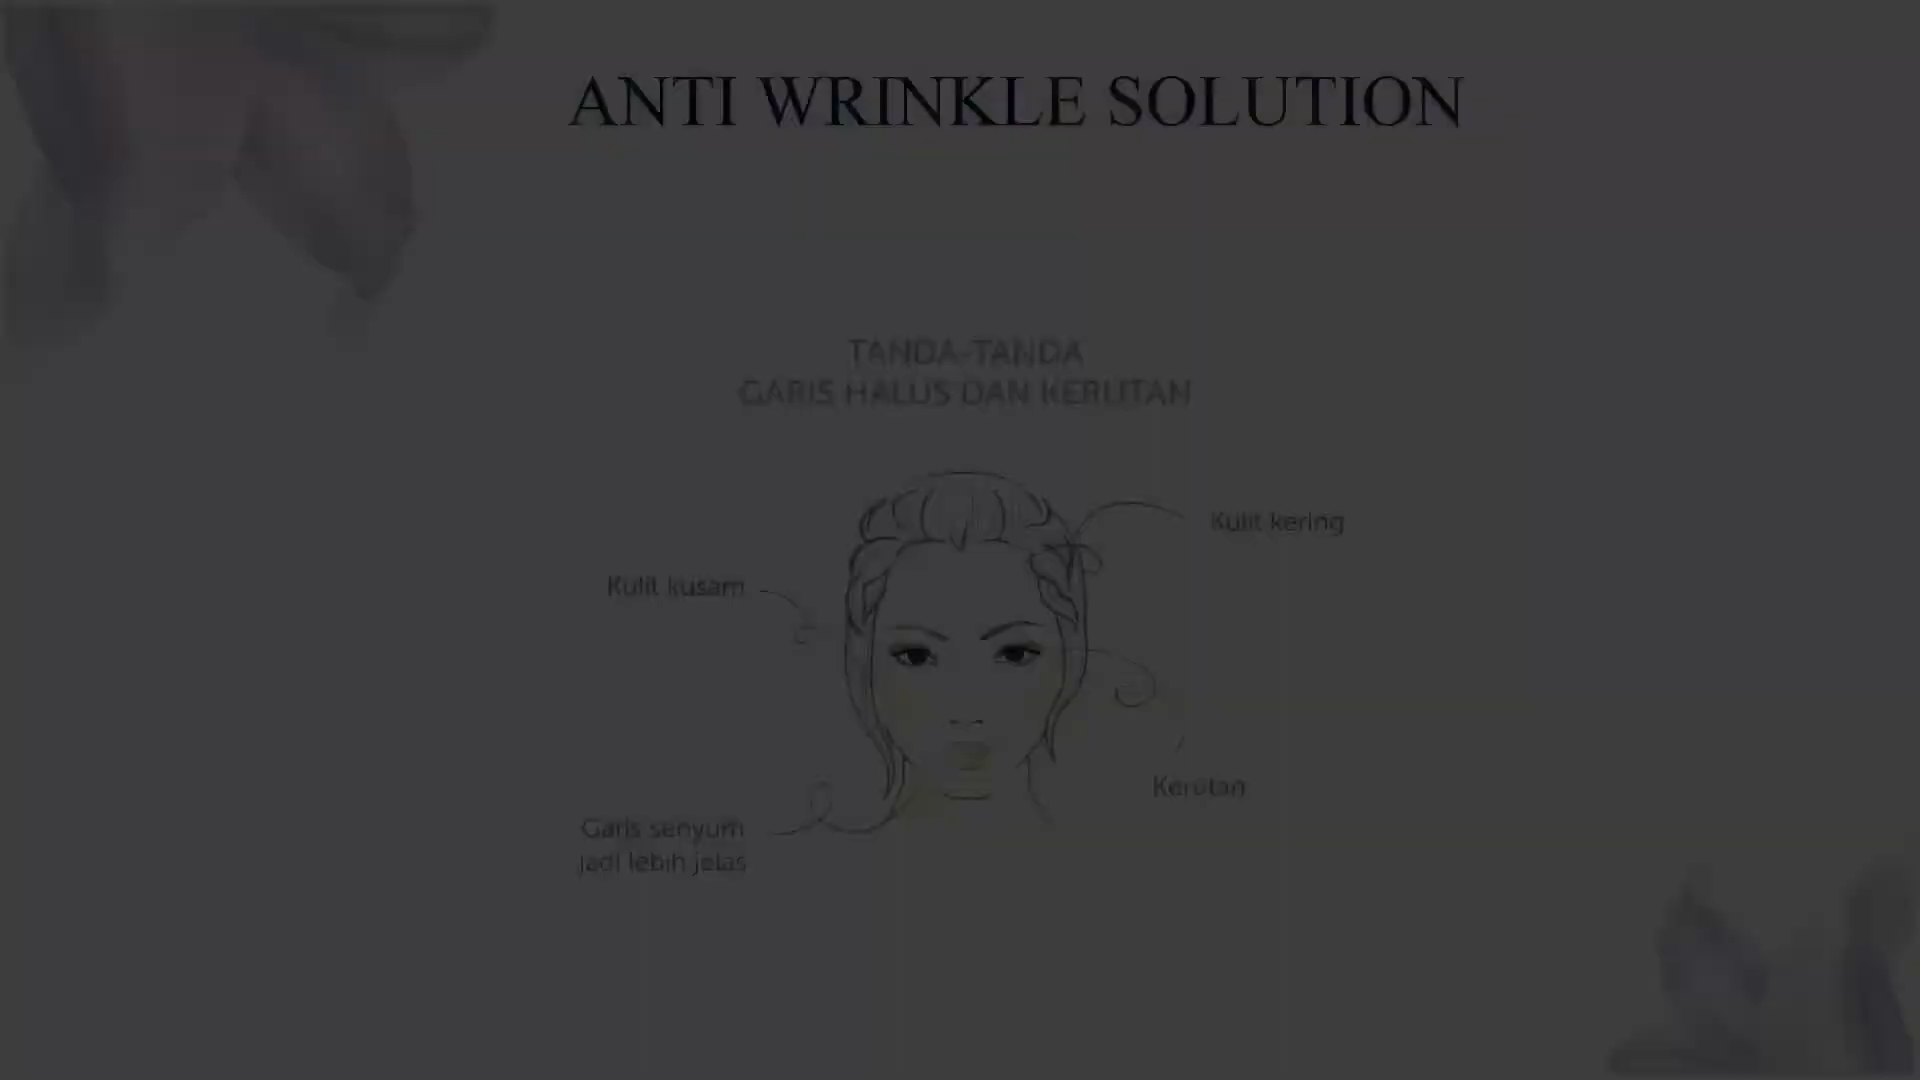 ANTI WRINKLE SOLUTION
TANDA-TANDA
GARIS HALUS DAN KERUTAN
Kulit kering
Kulit kusam
Kerutan
Garis senyum
jadi lebih jelas